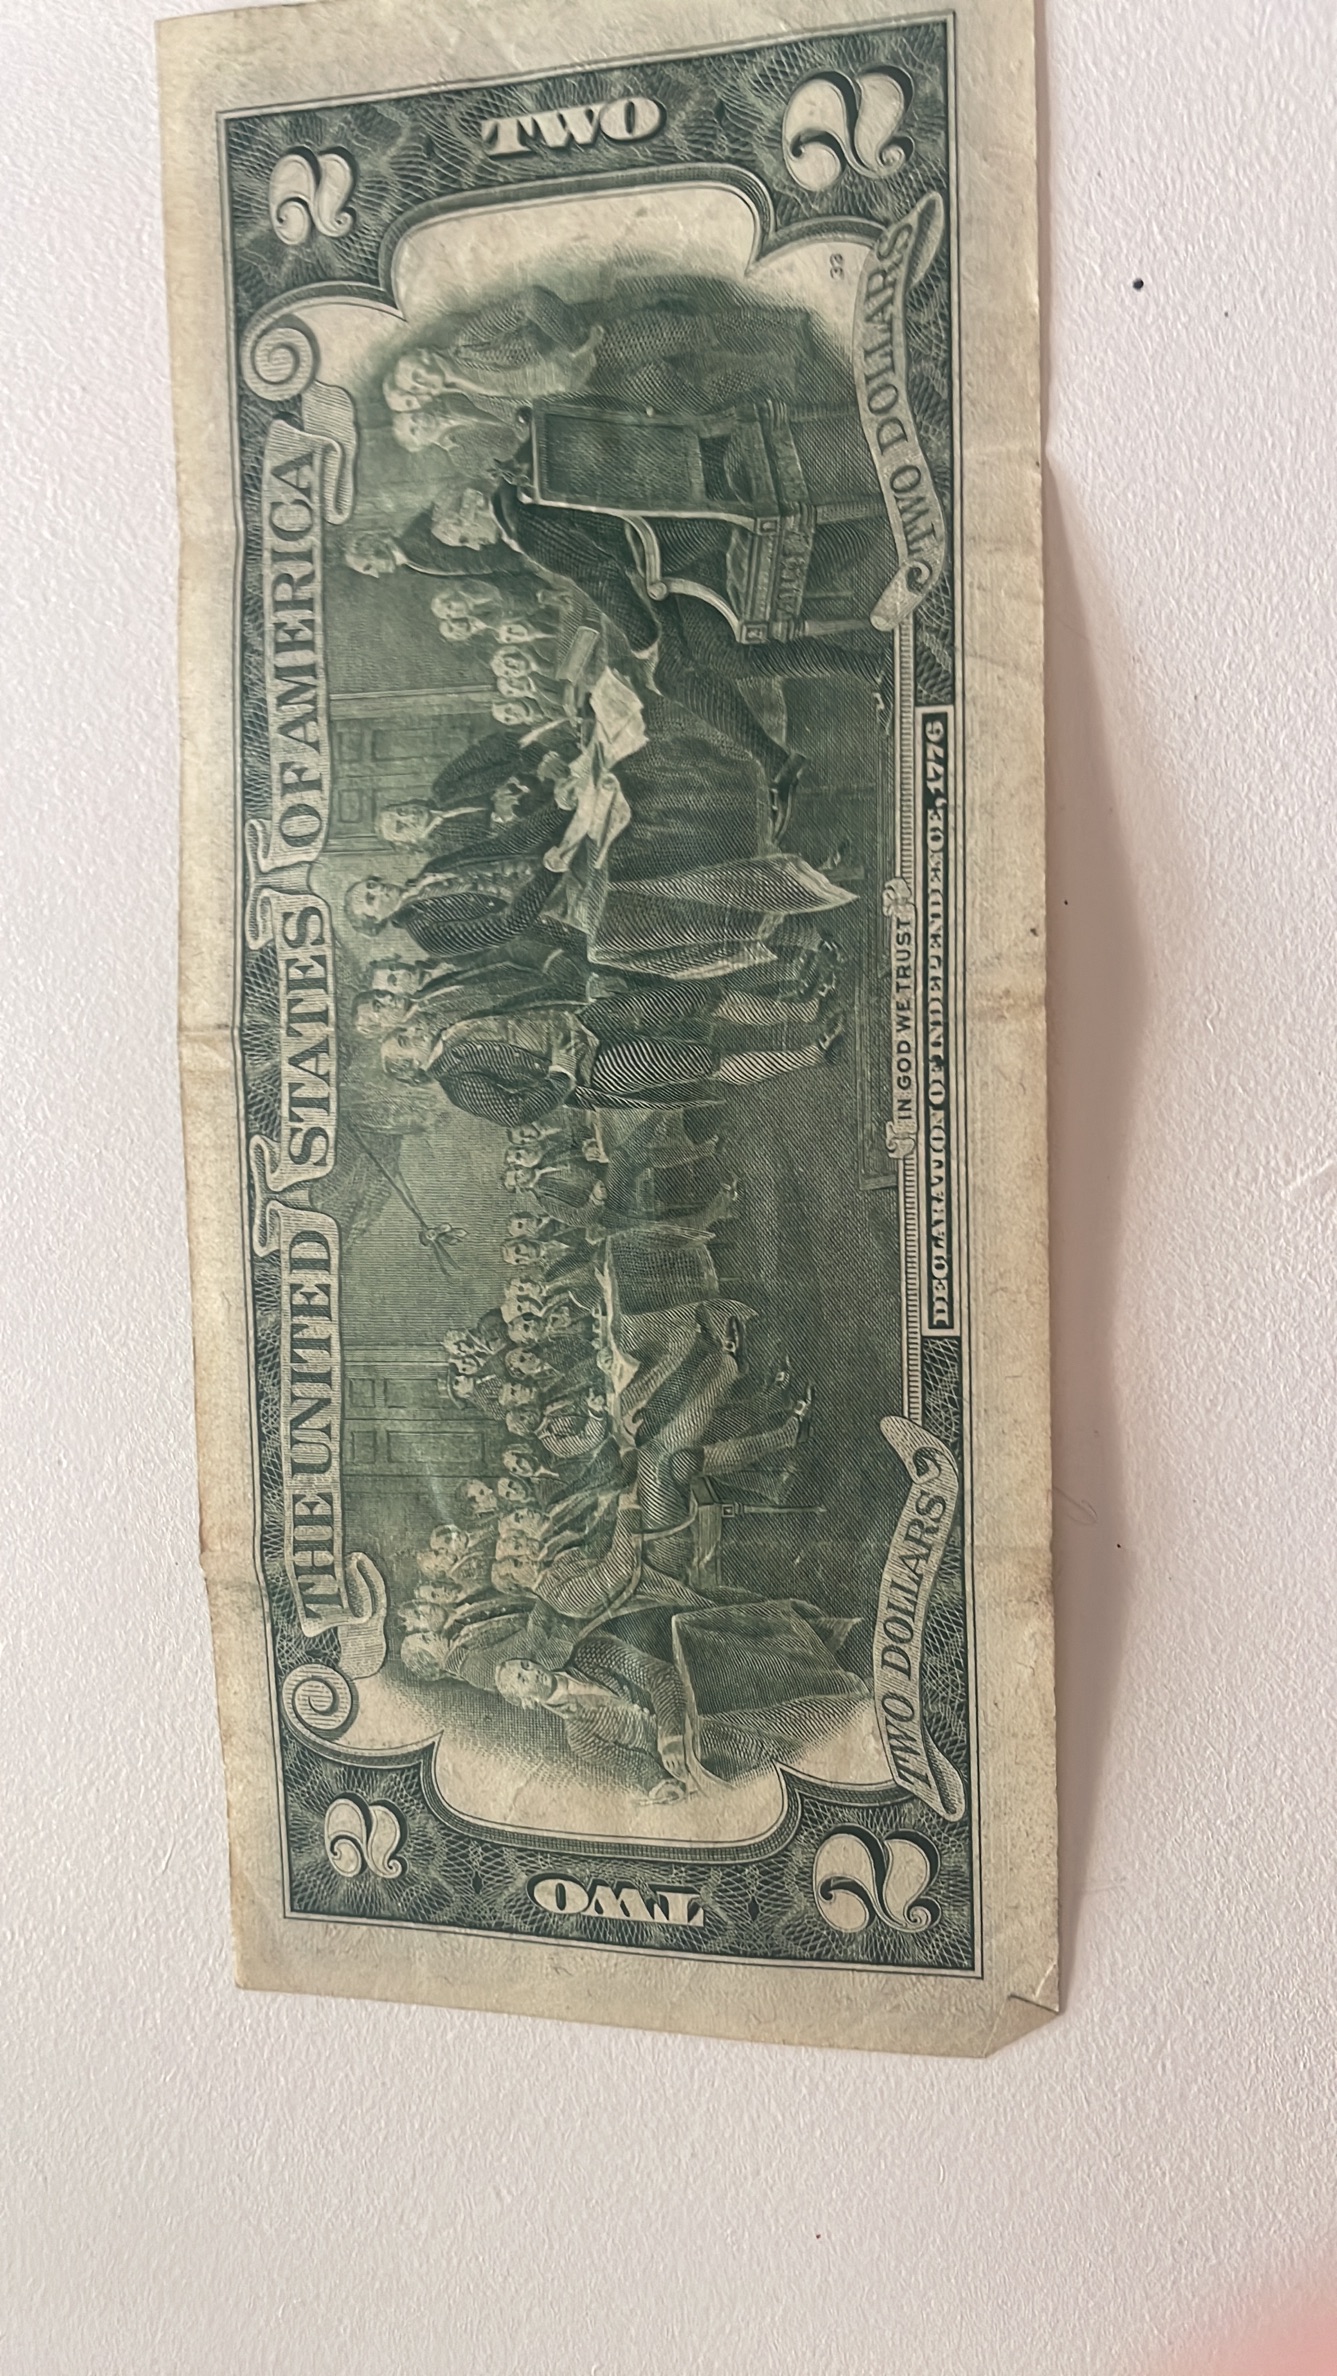 THE UNITED STATES OF AMERICA
2
2
TWO
TWO
33
2
TWO DOLLARS
IN GOD WE TRUST
TWO DOLLARS
2
DECLARATION OF INDEPENDENCE, 1776